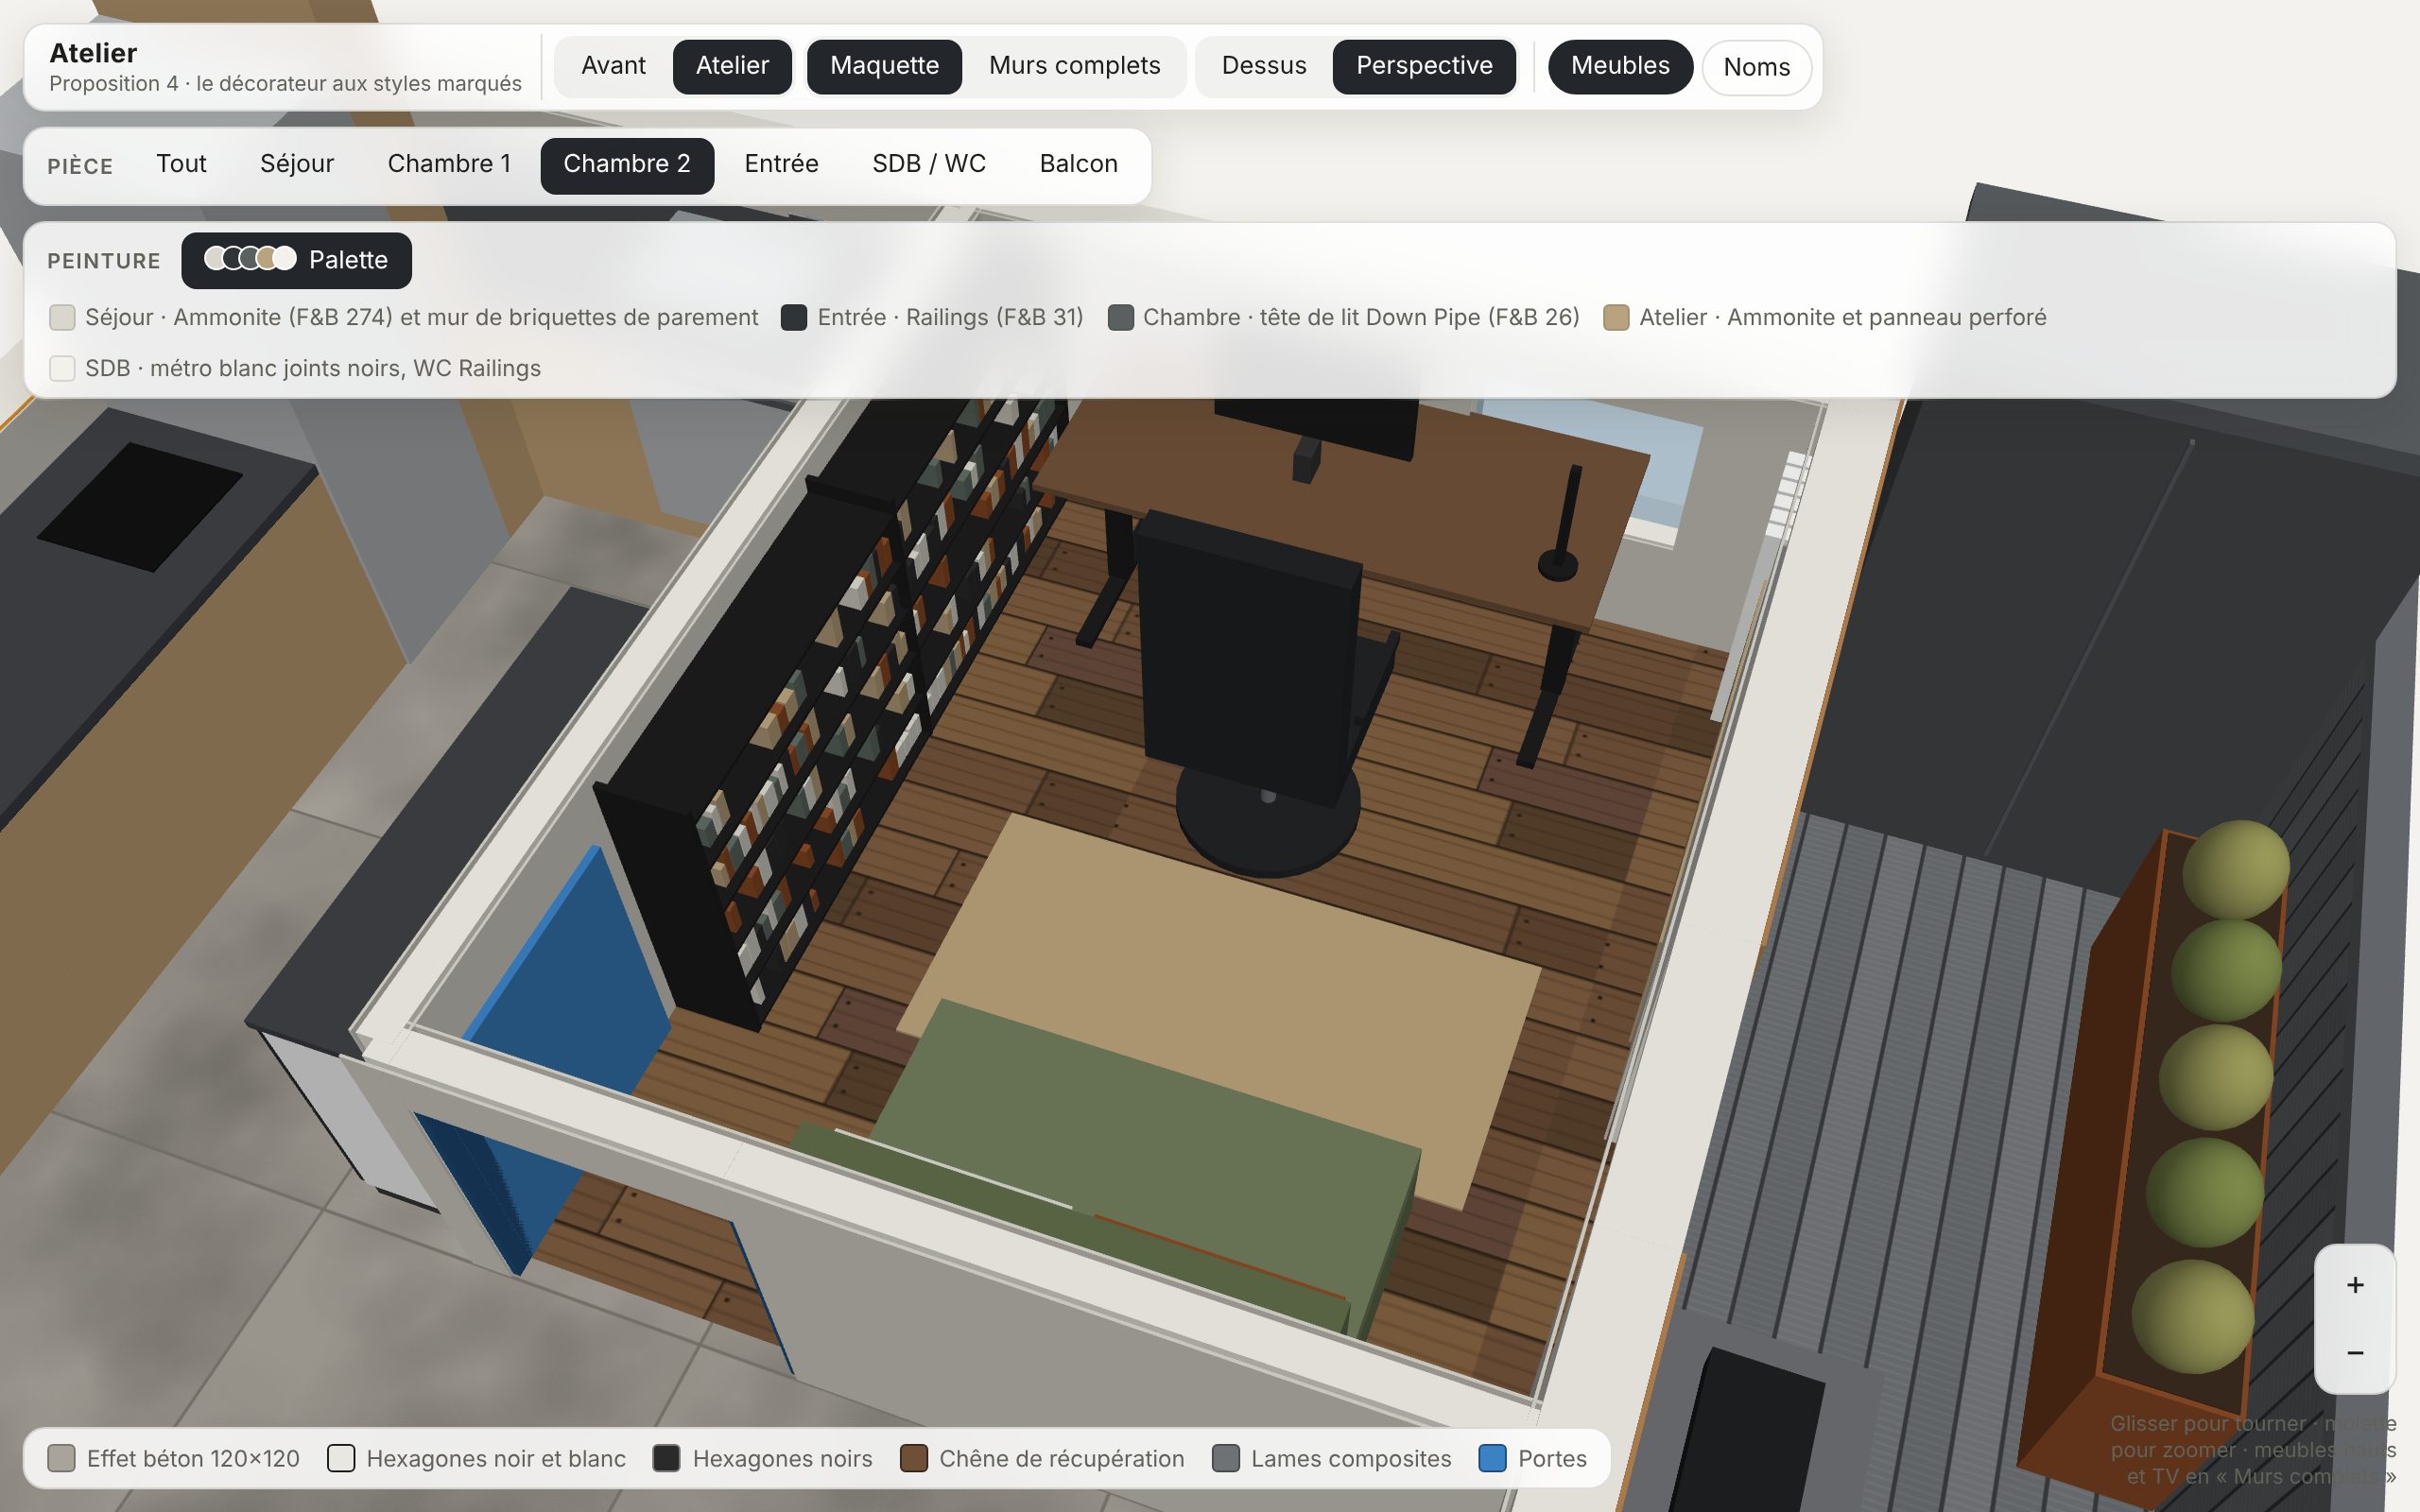 Atelier
Proposition 4 · le décorateur aux styles marqués
Avant Atelier Maquette Murs complets Dessus Perspective Meubles Noms
PIÈCE Tout Séjour Chambre 1 Chambre 2 Entrée SDB / WC Balcon
PEINTURE Palette
Séjour · Ammonite (F&B 274) et mur de briquettes de parement Entrée · Railings (F&B 31) Chambre · tête de lit Down Pipe (F&B 26) Atelier · Ammonite et panneau perforé
SDB · métro blanc joints noirs, WC Railings
+
−
Glisser pour tourner · molette
pour zoomer · meubles hauts
et TV en « Murs complets »
Effet béton 120×120 Hexagones noir et blanc Hexagones noirs Chêne de récupération Lames composites Portes